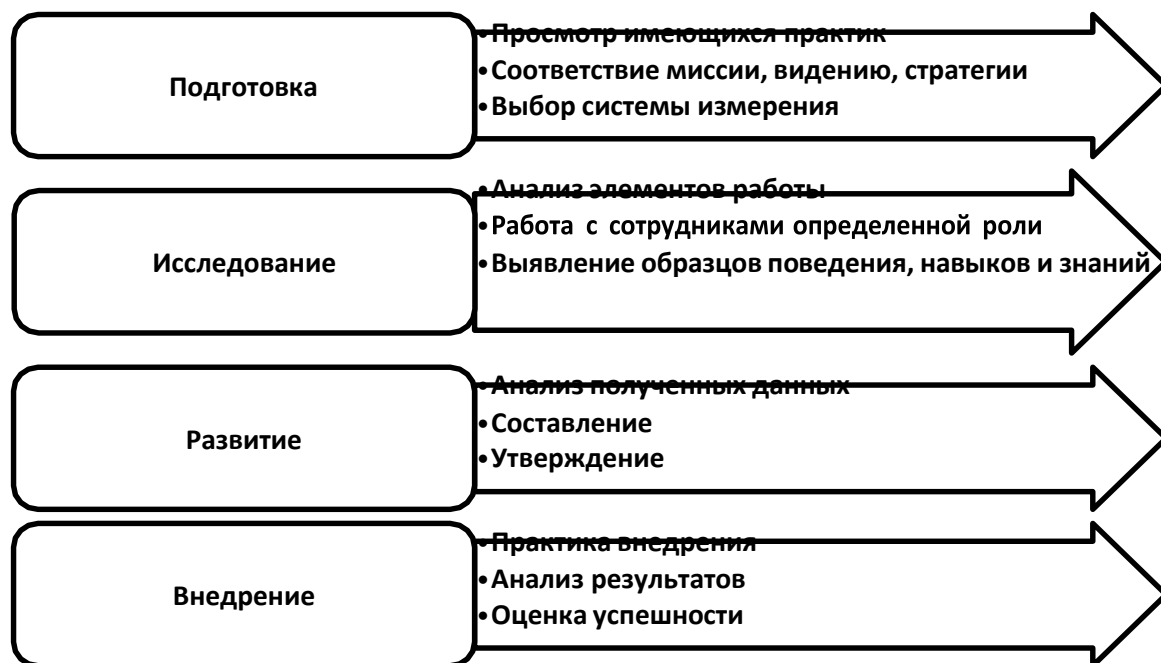 Подготовка
•Просмотр имеющихся практик
•Соответствие миссии, видению, стратегии
•Выбор системы измерения
Исследование
•Анализ элементов работы
•Работа с сотрудниками определенной роли
•Выявление образцов поведения, навыков и знаний
Развитие
•Анализ полученных данных
•Составление
•Утверждение
Внедрение
•Практика внедрения
•Анализ результатов
•Оценка успешности